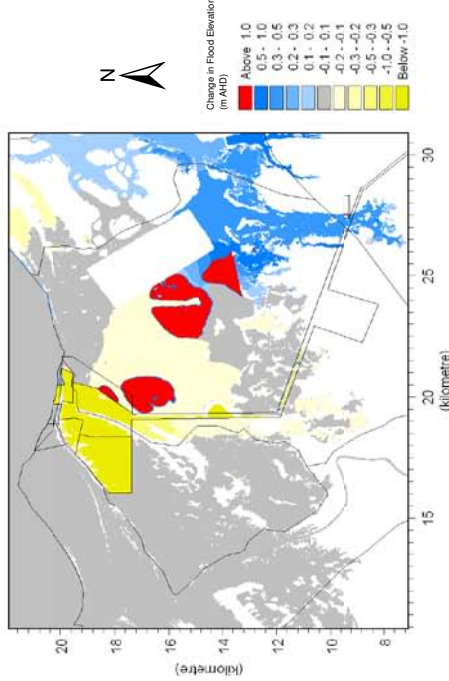 N
Change in Flood Elevation
(m AHD)
Above 1.0
0.5 - 1.0
0.3 - 0.5
0.2 - 0.3
0.1 - 0.2
-0.1 - 0.1
-0.2 - -0.1
-0.3 - -0.2
-0.5 - -0.3
-1.0 - -0.5
Below -1.0
(kilometre)
20
18
16
14
12
10
8
15
20
25
30
(kilometre)